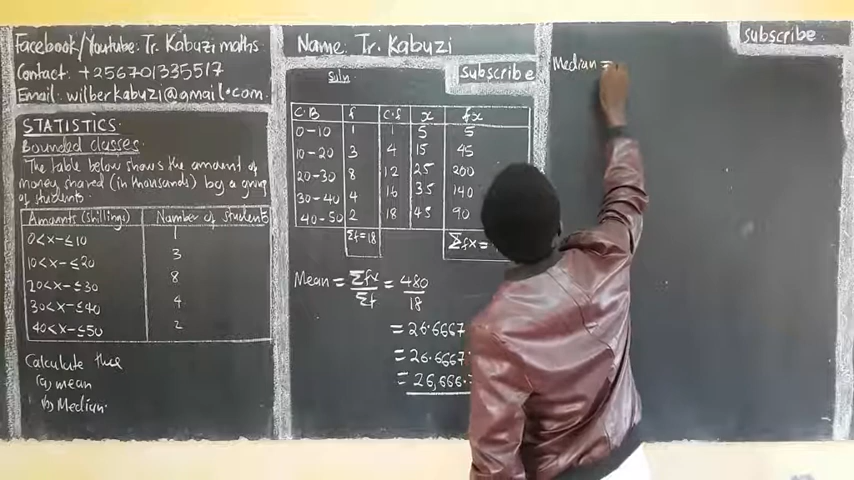 Facebook/Youtube: Tr. Kabuzi maths
Contact: +256701335517
Email: wilberkabuzi@gmail.com
STATISTICS
Bounded classes
The table below shows the amount of
money shared (in thousands) by a group
of students.
Amounts (shillings) Number of students
0<x-≤10 1
10<x-≤20 3
20<x-≤30 8
30<x-≤40 4
40<x-≤50 2
Calculate the
(a) mean
(b) Median
Name: Tr. Kabuzi
Soln
subscribe
C.B f C.f x fx
0-10 1 1 5 5
10-20 3 4 15 45
20-30 8 12 25 200
30-40 4 16 35 140
40-50 2 18 45 90
Σf=18 Σfx=
Mean = Σfx/Σf = 480/18
= 26.6667
= 26.6667
= 26,666.
subscribe
Median =